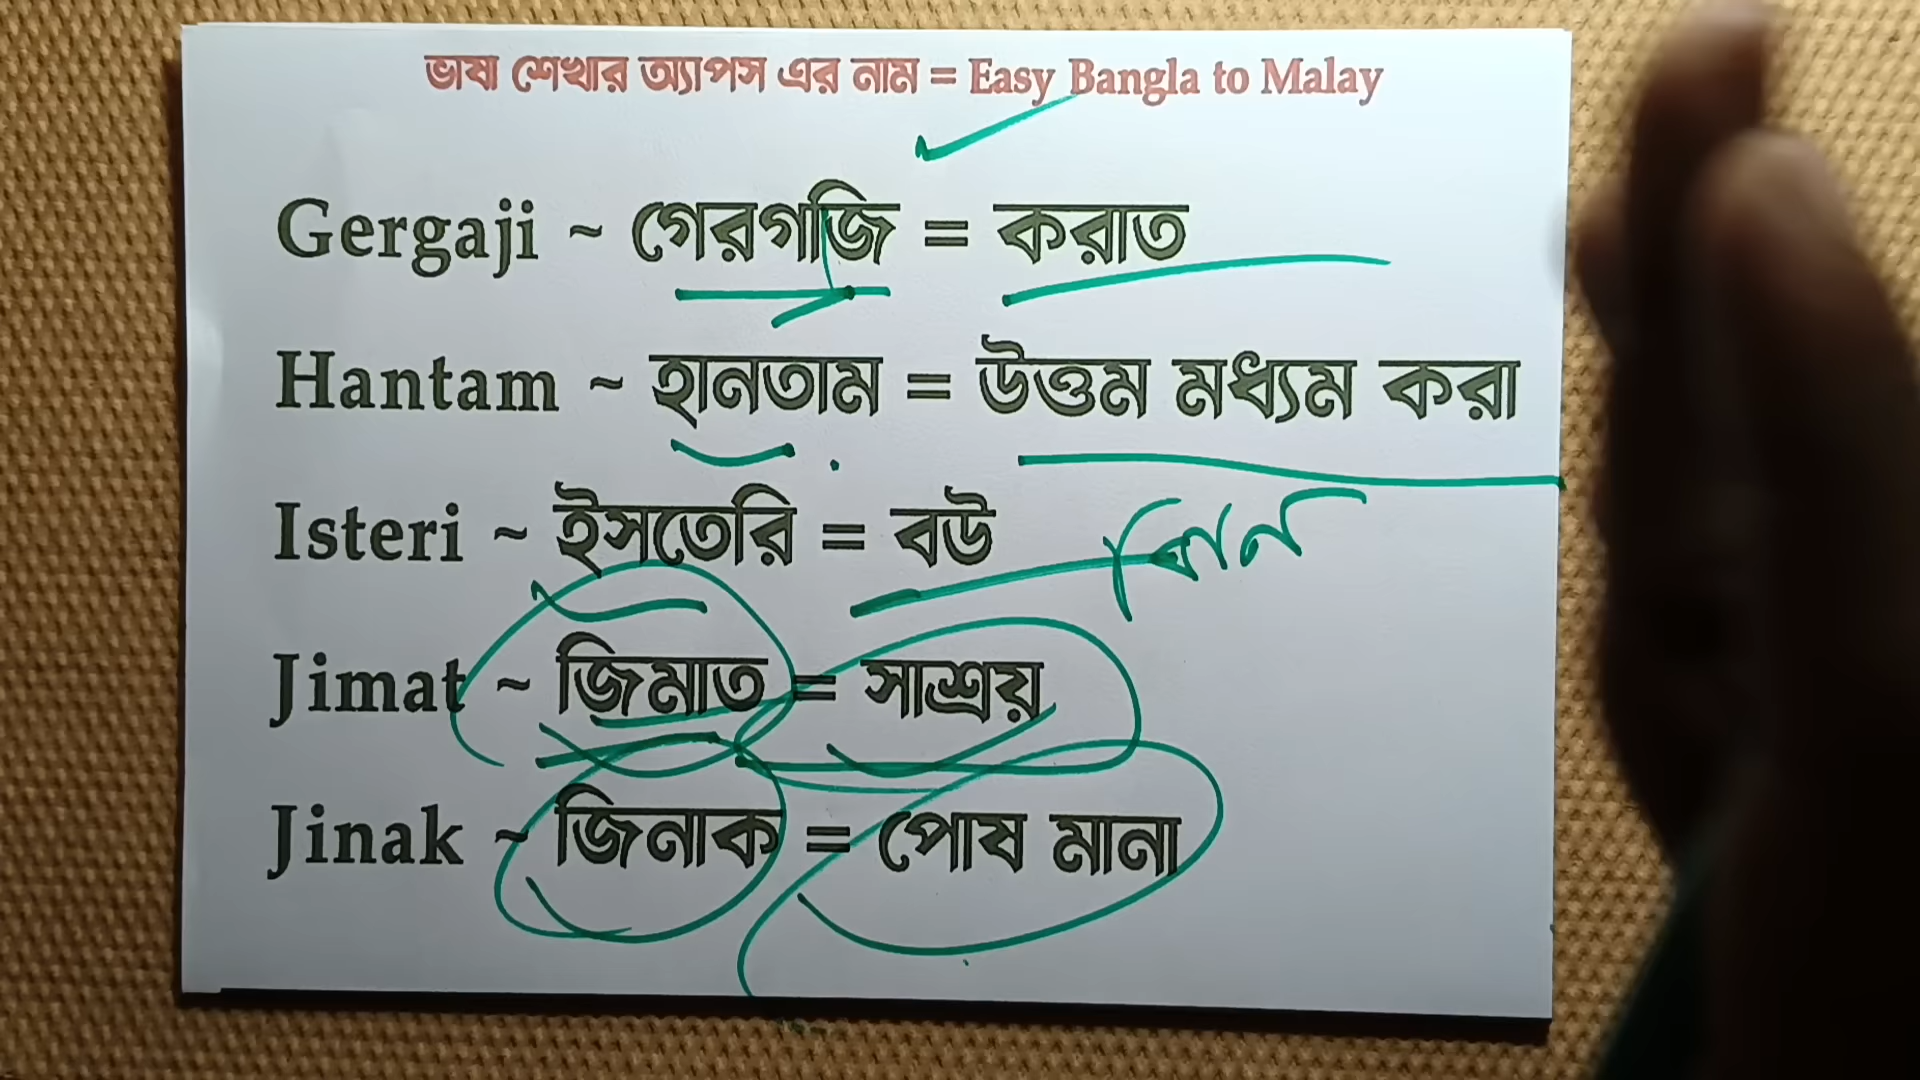 ভাষা শেখার অ্যাপস এর নাম = Easy Bangla to Malay
Gergaji ~ গেরগাজি = করাত
Hantam ~ হানতাম = উত্তম মধ্যম করা
Isteri ~ ইসতেরি = বউ
Jimat ~ জিমাত = সাশ্রয়
Jinak ~ জিনাক = পোষ মানা